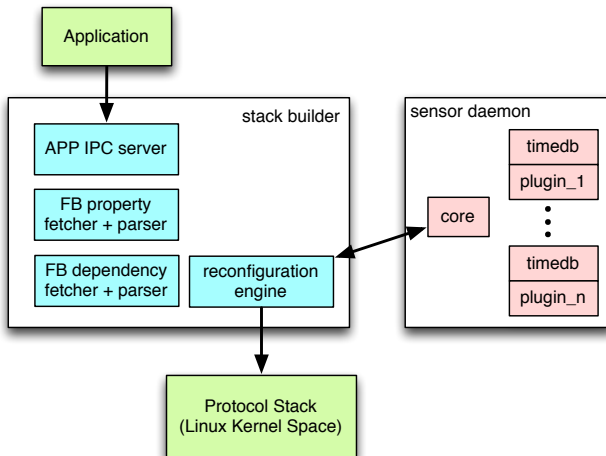 Application
stack builder
APP IPC server
FB property
fetcher + parser
FB dependency
fetcher + parser
reconfiguration
engine
sensor daemon
core
timedb
plugin_1
timedb
plugin_n
Protocol Stack
(Linux Kernel Space)